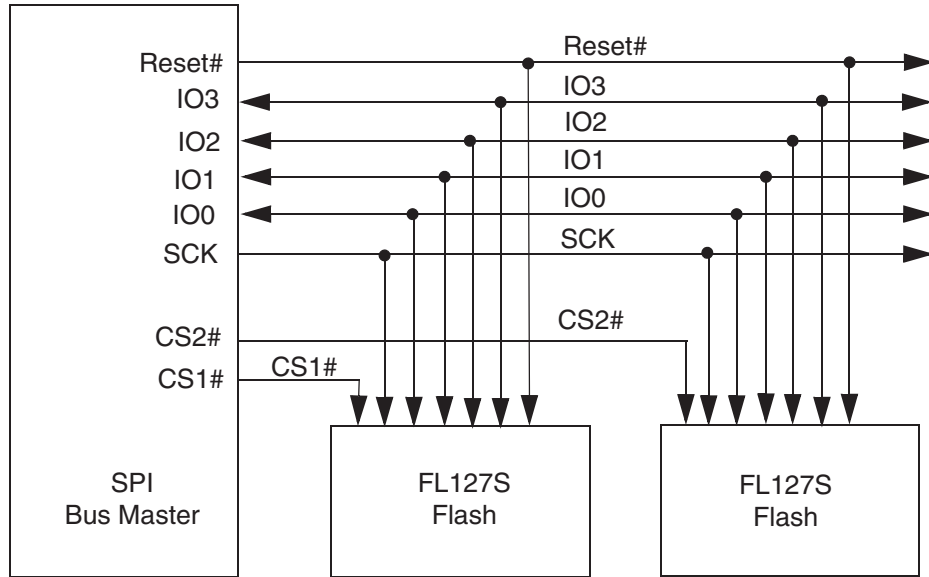 Reset# Reset#
IO3 IO3
IO2 IO2
IO1 IO1
IO0 IO0
SCK SCK
CS2# CS2#
CS1# CS1#
SPI
Bus Master
FL127S
Flash
FL127S
Flash